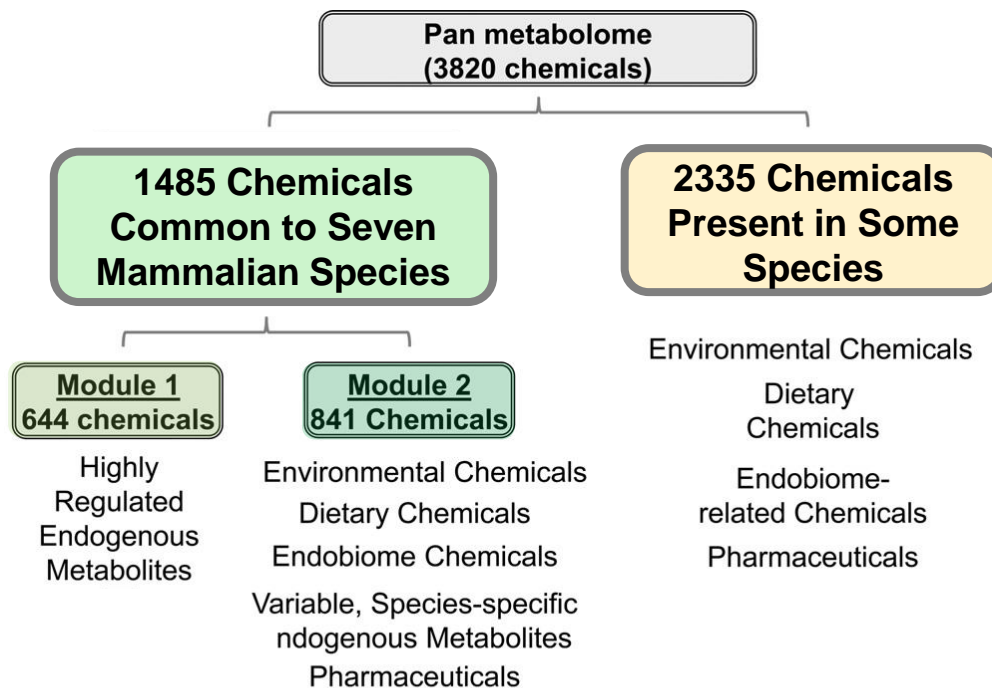 Pan metabolome
(3820 chemicals)
1485 Chemicals
Common to Seven
Mammalian Species
2335 Chemicals
Present in Some
Species
Module 1
644 chemicals
Highly
Regulated
Endogenous
Metabolites
Module 2
841 Chemicals
Environmental Chemicals
Dietary Chemicals
Endobiome Chemicals
Variable, Species-specific
ndogenous Metabolites
Pharmaceuticals
Environmental Chemicals
Dietary
Chemicals
Endobiome-
related Chemicals
Pharmaceuticals